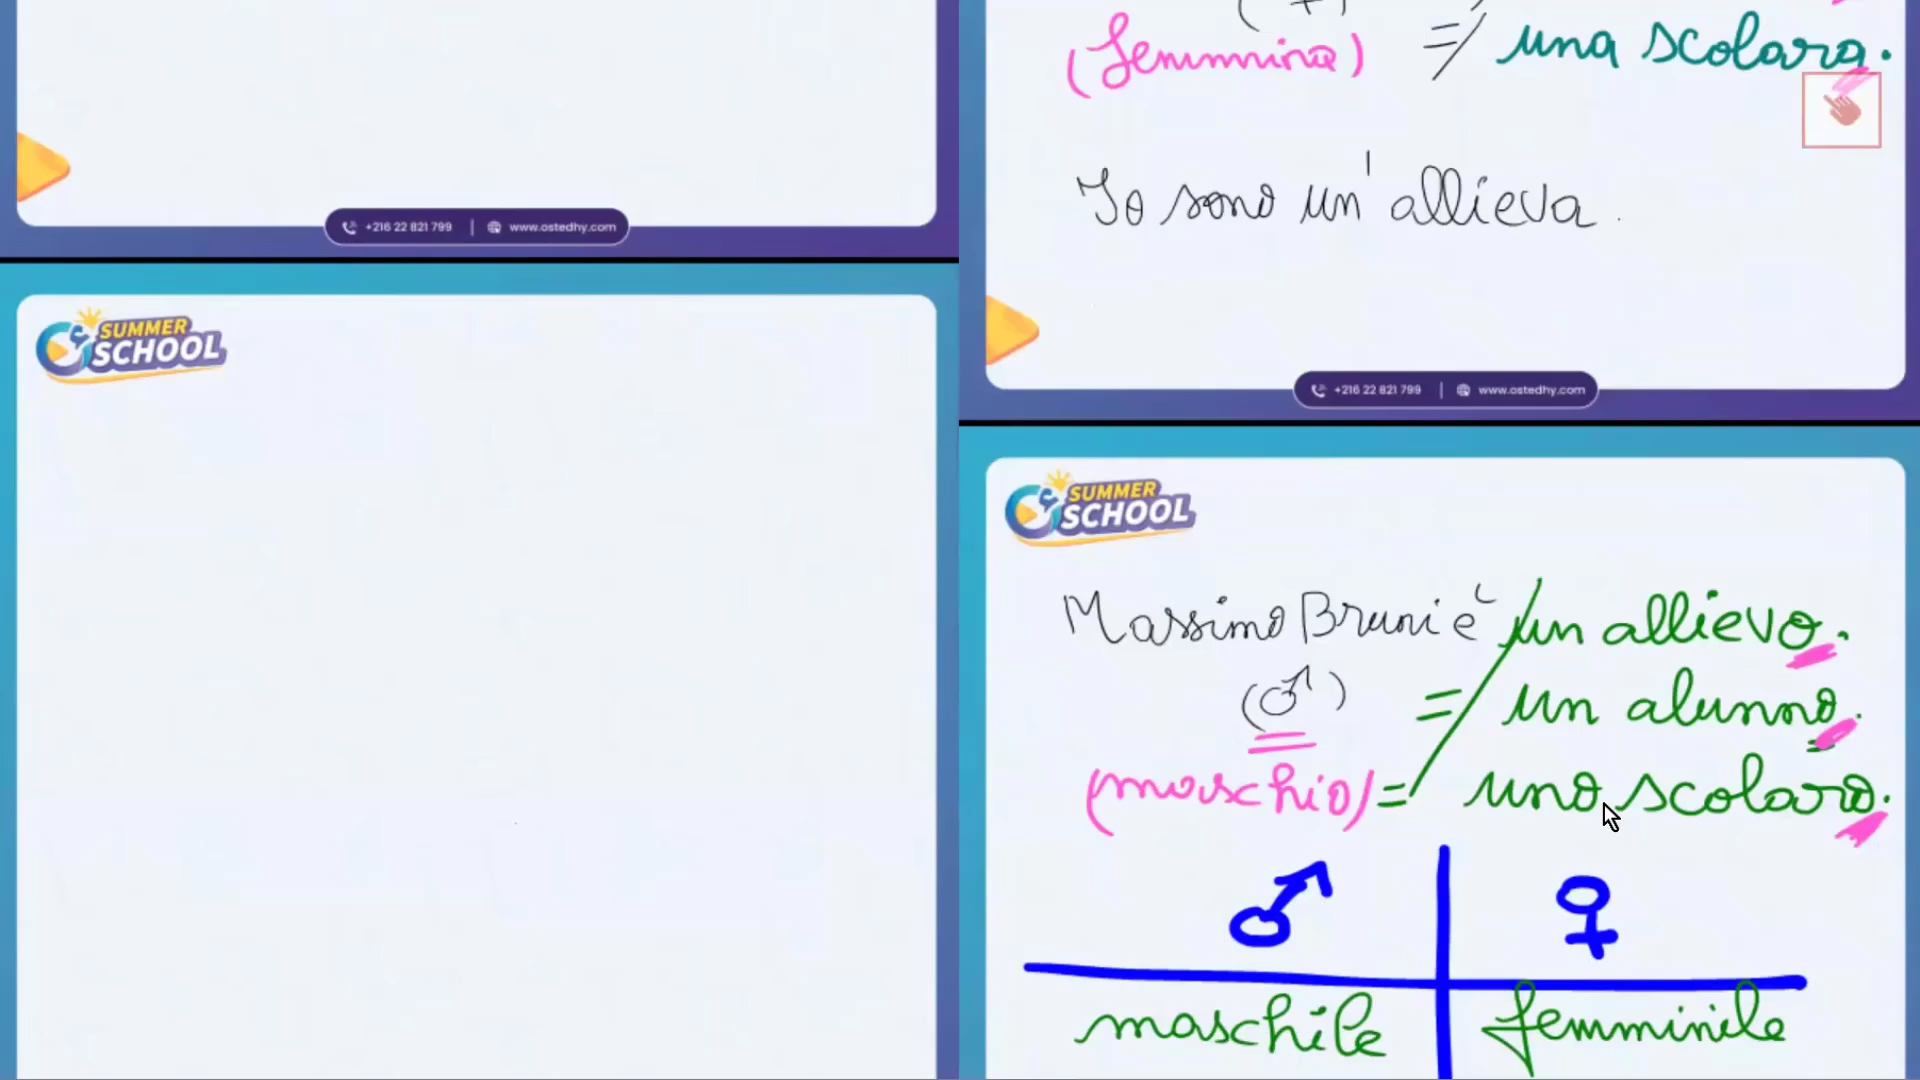 +216 22 821 799 | www.ostedhy.com
SUMMER
SCHOOL
(femmina) => una scolara.
Io sono un'allieva.
+216 22 821 799 | www.ostedhy.com
SUMMER
SCHOOL
Massimo Bruni è un allievo.
(♂) = un alunno.
(maschio) = uno scolaro.
♂ ♀
maschile femminile